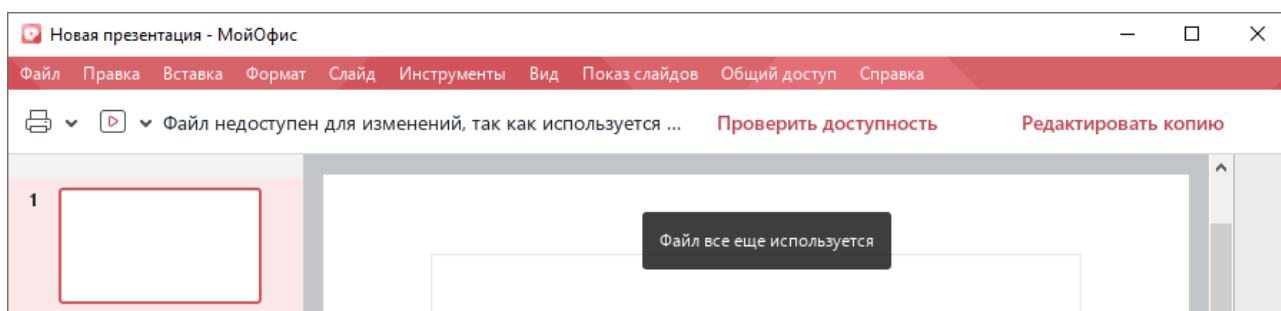 Новая презентация - МойОфис
Файл Правка Вставка Формат Слайд Инструменты Вид Показ слайдов Общий доступ Справка
Файл недоступен для изменений, так как используется ... Проверить доступность Редактировать копию
1
Файл все еще используется